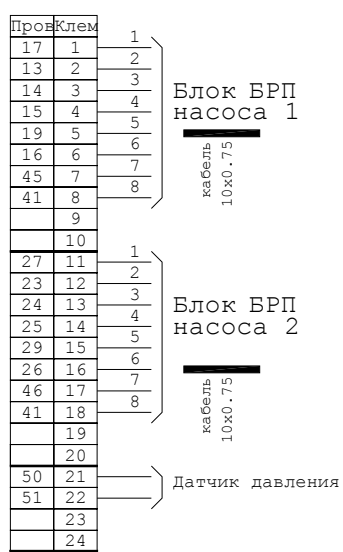 Пров Клем
17 1 1
13 2 2
14 3 3
15 4 4
19 5 5
16 6 6
45 7 7
41 8 8
9
10
Блок БРП
насоса 1
кабель
10х0.75
27 11 1
23 12 2
24 13 3
25 14 4
29 15 5
26 16 6
46 17 7
41 18 8
19
20
Блок БРП
насоса 2
кабель
10х0.75
50 21
51 22
23
24
Датчик давления